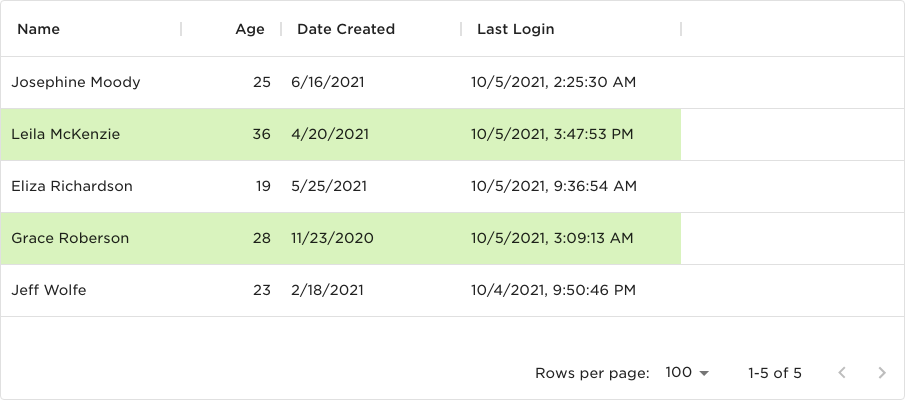 Name Age Date Created Last Login
Josephine Moody 25 6/16/2021 10/5/2021, 2:25:30 AM
Leila McKenzie 36 4/20/2021 10/5/2021, 3:47:53 PM
Eliza Richardson 19 5/25/2021 10/5/2021, 9:36:54 AM
Grace Roberson 28 11/23/2020 10/5/2021, 3:09:13 AM
Jeff Wolfe 23 2/18/2021 10/4/2021, 9:50:46 PM
Rows per page: 100 1-5 of 5